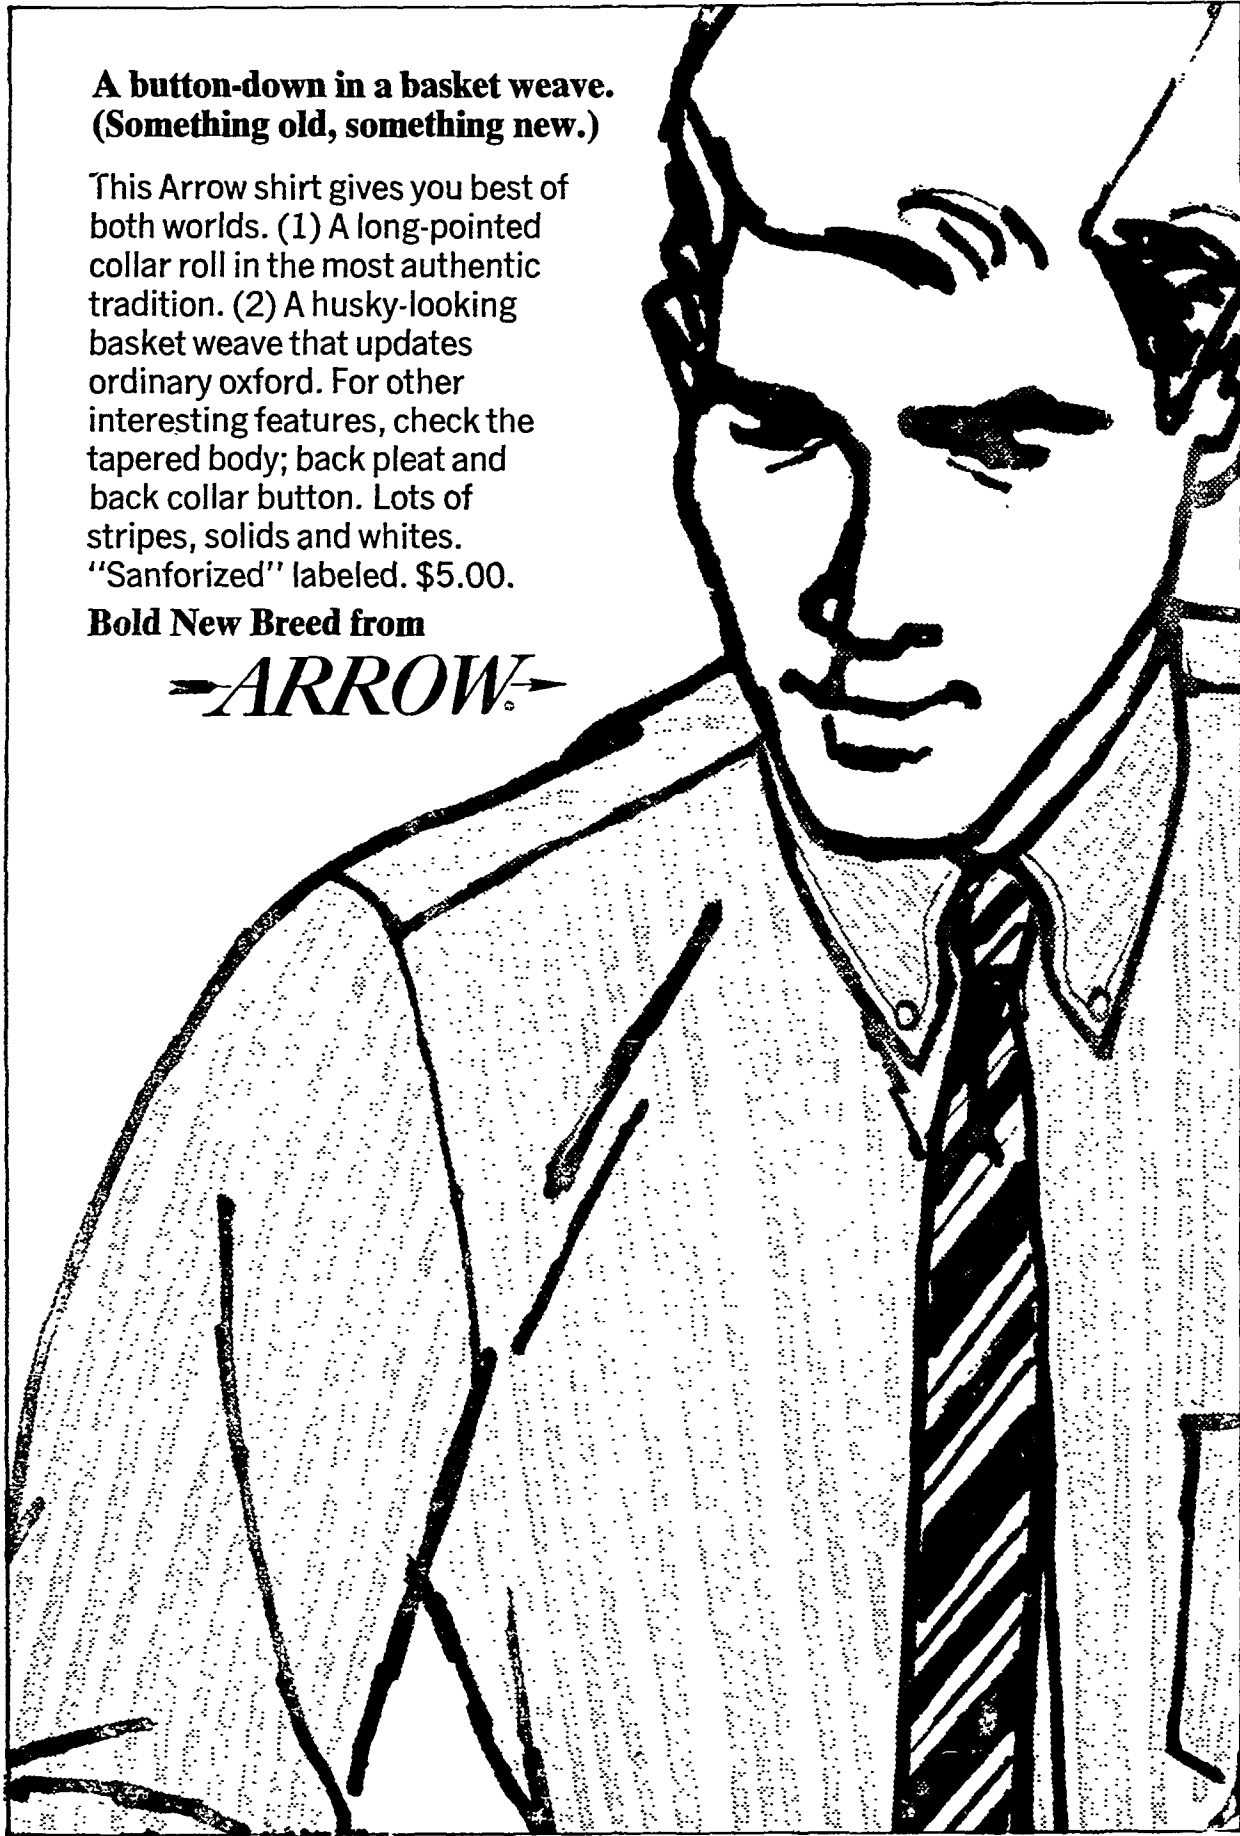 A button-down in a basket weave.
(Something old, something new.)
This Arrow shirt gives you best of
both worlds. (1) A long-pointed
collar roll in the most authentic
tradition. (2) A husky-looking
basket weave that updates
ordinary oxford. For other
interesting features, check the
tapered body; back pleat and
back collar button. Lots of
stripes, solids and whites.
"Sanforized" labeled. $5.00.
Bold New Breed from
ARROW